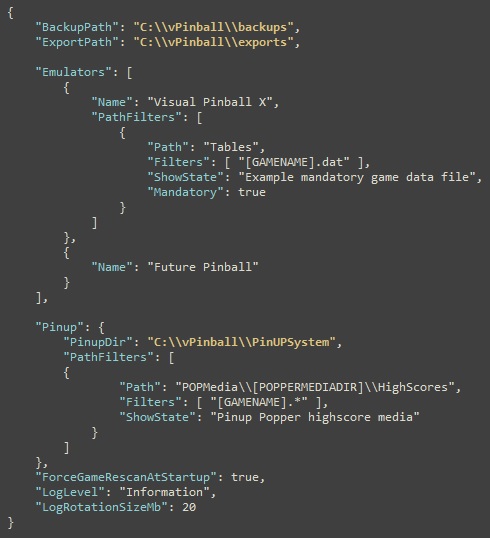 {
    "BackupPath": "C:\\vPinball\\backups",
    "ExportPath": "C:\\vPinball\\exports",

    "Emulators": [
        {
            "Name": "Visual Pinball X",
            "PathFilters": [
                {
                    "Path": "Tables",
                    "Filters": [ "[GAMENAME].dat" ],
                    "ShowState": "Example mandatory game data file",
                    "Mandatory": true
                }
            ]
        },
        {
            "Name": "Future Pinball"
        }
    ],

    "Pinup": {
        "PinupDir": "C:\\vPinball\\PinUPSystem",
        "PathFilters": [
        {
                "Path": "POPMedia\\[POPPERMEDIADIR]\\HighScores",
                "Filters": [ "[GAMENAME].*" ],
                "ShowState": "Pinup Popper highscore media"
            }
        ]
    },
    "ForceGameRescanAtStartup": true,
    "LogLevel": "Information",
    "LogRotationSizeMb": 20
}